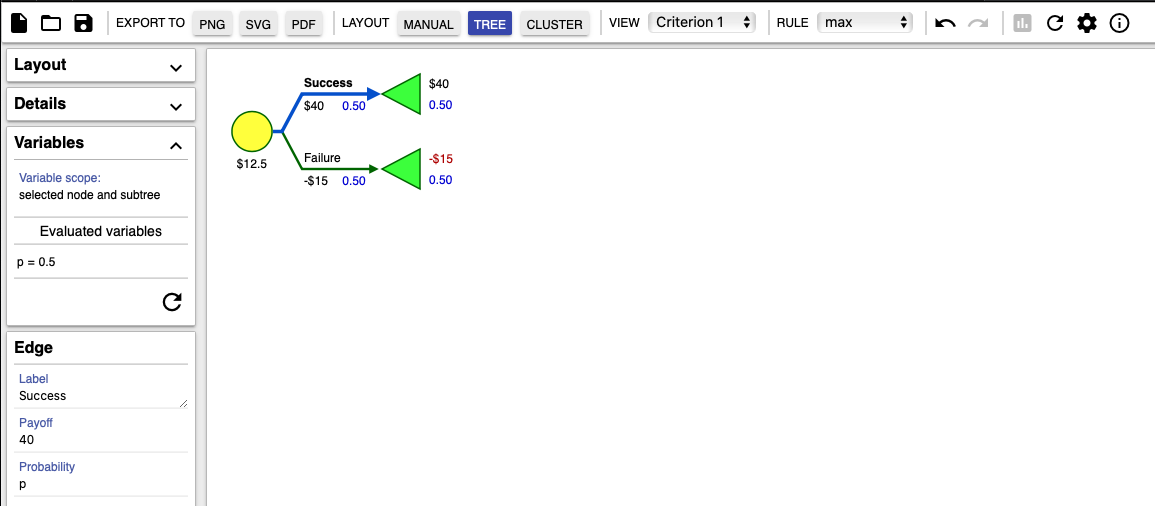 EXPORT TO PNG SVG PDF LAYOUT MANUAL TREE CLUSTER VIEW Criterion 1 RULE max
Layout
Details
Variables
Variable scope:
selected node and subtree
Evaluated variables
p = 0.5
Edge
Label
Success
Payoff
40
Probability
p
Success
$40 0.50
$40
0.50
$12.5
Failure
-$15 0.50
-$15
0.50